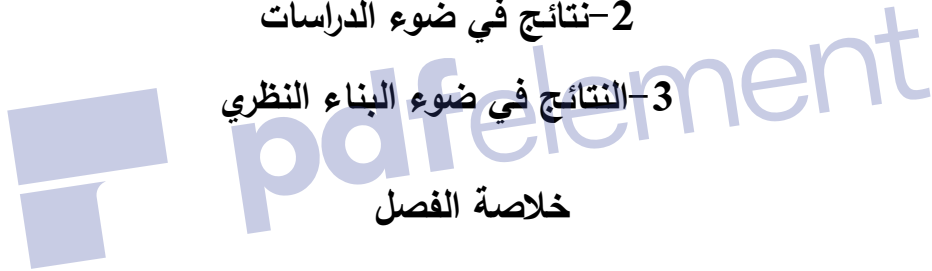 2-نتائج في ضوء الدراسات
3-النتائج في ضوء البناء النظري
خلاصة الفصل
pdfelement